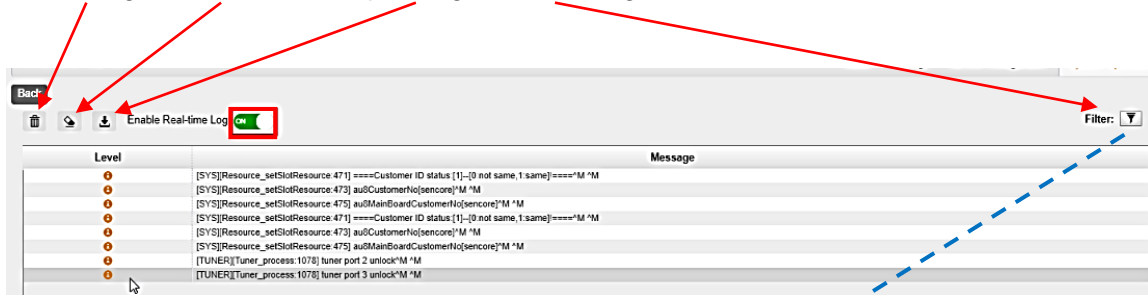 Back
Enable Real-time Log ON Filter:
Level Message
[SYS][Resource_setSlotResource:471] ====Customer ID status:[1]--[0:not same,1:same]!====^M ^M
[SYS][Resource_setSlotResource:473] au8CustomerNo[sencore]^M ^M
[SYS][Resource_setSlotResource:475] au8MainBoardCustomerNo[sencore]^M ^M
[SYS][Resource_setSlotResource:471] ====Customer ID status:[1]--[0:not same,1:same]!====^M ^M
[SYS][Resource_setSlotResource:473] au8CustomerNo[sencore]^M ^M
[SYS][Resource_setSlotResource:475] au8MainBoardCustomerNo[sencore]^M ^M
[TUNER][Tuner_process:1078] tuner port 2 unlock^M ^M
[TUNER][Tuner_process:1078] tuner port 3 unlock^M ^M